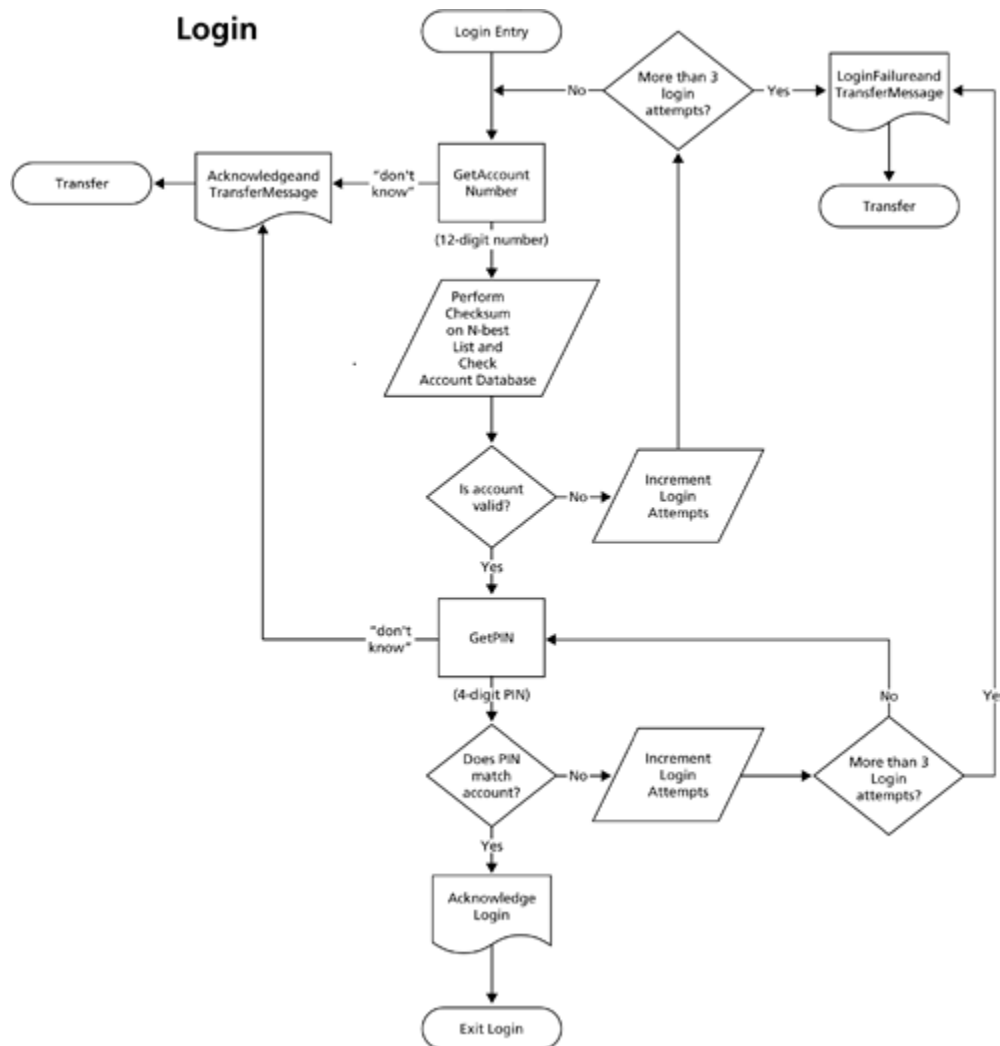 Login
Login Entry
More than 3
login
attempts?
No
Yes
LoginFailureand
TransferMessage
Transfer
Acknowledgeand
TransferMessage
"don't
know"
GetAccount
Number
Transfer
(12-digit number)
Perform
Checksum
on N-best
List and
Check
Account Database
Is account
valid?
No
Increment
Login
Attempts
Yes
"don't
know"
GetPIN
(4-digit PIN)
No
Ye
Does PIN
match
account?
No
Increment
Login
Attempts
More than 3
Login
attempts?
Yes
Acknowledge
Login
Exit Login